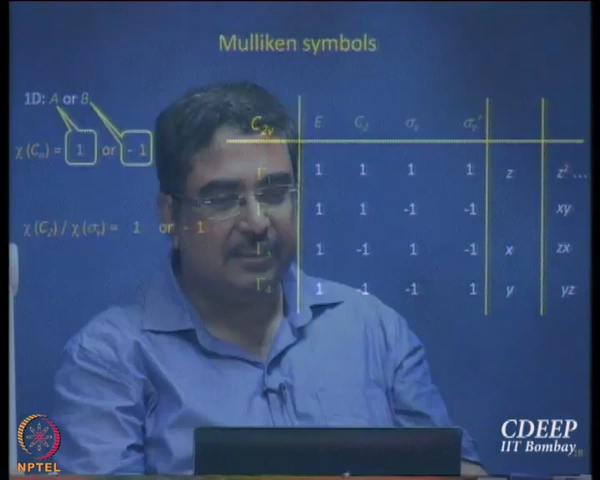 Mulliken symbols
1D: A or B
χ (Cₙ) = 1 or - 1
χ (C₂) / χ (σᵥ) = 1 or - 1
C₂ᵥ E C₂ σᵥ σᵥ'
1 1 1 1 z z² ...
1 1 -1 -1 xy
Γ₃ 1 -1 1 -1 x zx
Γ₄ 1 -1 -1 1 y yz
CDEEP
IIT Bombay
NPTEL